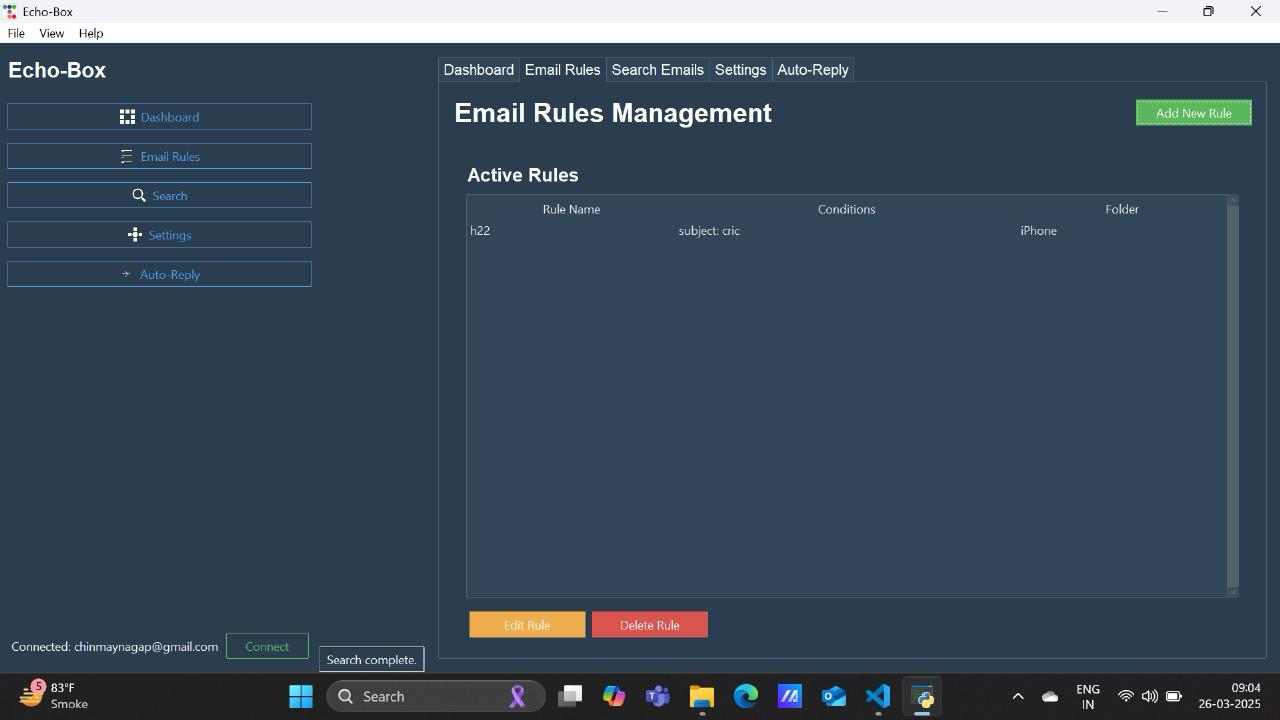 Echo-Box
File View Help
Echo-Box
Dashboard
Email Rules
Search
Settings
Auto-Reply
Dashboard Email Rules Search Emails Settings Auto-Reply
Email Rules Management
Add New Rule
Active Rules
Rule Name Conditions Folder
h22 subject: cric iPhone
Edit Rule Delete Rule
Connected: chinmaynagap@gmail.com Connect
Search complete.
5
83°F
Smoke
Search
ENG
IN
09:04
26-03-2025